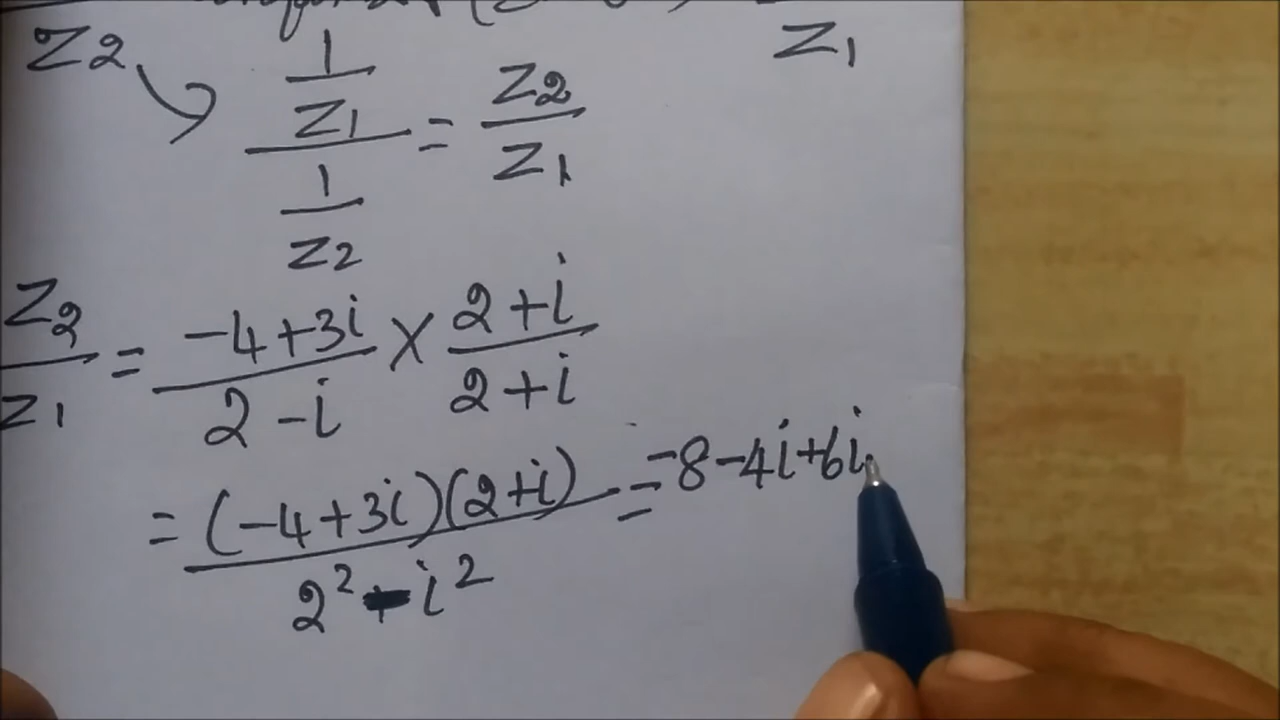 Z2 (1/Z1)/(1/Z2) = Z2/Z1 Z1
Z2/Z1 = (-4+3i)/(2-i) × (2+i)/(2+i)
= (-4+3i)(2+i)/(2² - i²) = -8-4i+6i